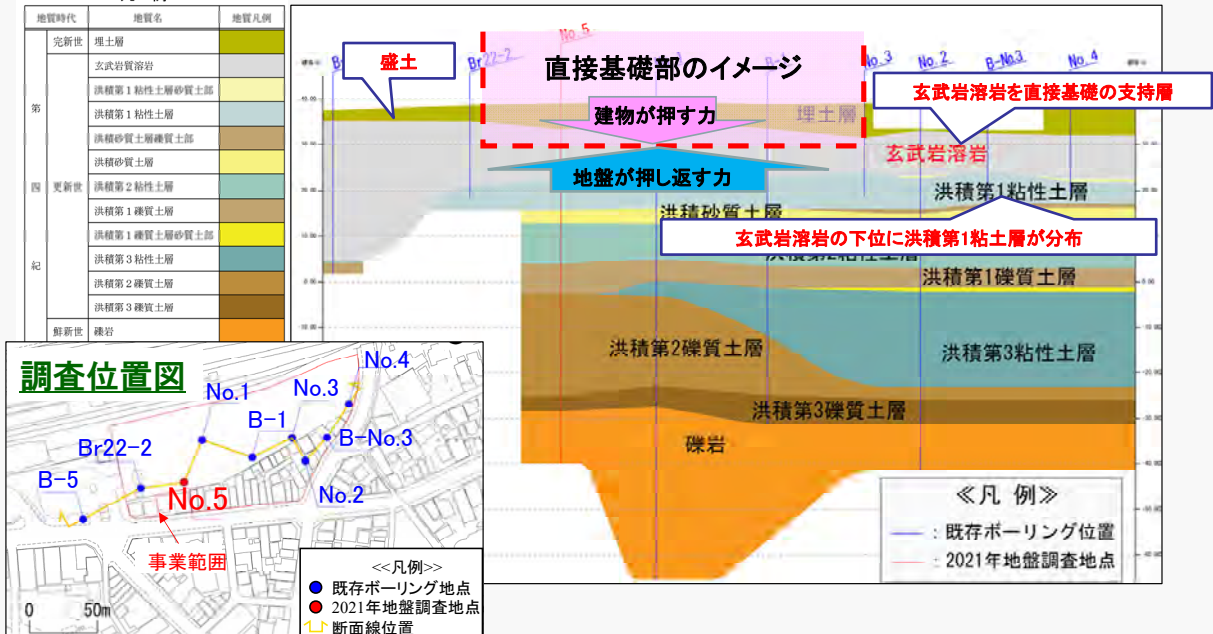 地質時代 地質名 地質凡例
第四紀
完新世 埋土層
更新世
玄武岩質溶岩
洪積第1粘性土層砂質土部
洪積第1粘性土層
洪積砂質土層礫質土部
洪積砂質土層
洪積第2粘性土層
洪積第1礫質土層
洪積第1礫質土層砂質土部
洪積第3粘性土層
洪積第2礫質土層
洪積第3礫質土層
鮮新世 礫岩
盛土
Br22-2
No.5
No.3
No.2
B-No.3
No.4
直接基礎部のイメージ
建物が押す力
地盤が押し返す力
埋土層
玄武岩溶岩を直接基礎の支持層
玄武岩溶岩
洪積第1粘性土層
洪積砂質土層
玄武岩溶岩の下位に洪積第1粘土層が分布
洪積第2粘性土層
洪積第1礫質土層
洪積第2礫質土層
洪積第3粘性土層
洪積第3礫質土層
礫岩
≪凡 例≫
: 既存ボーリング位置
: 2021年地盤調査地点
調査位置図
No.4
No.1
No.3
B-1
Br22-2
B-No.3
B-5
No.5
No.2
事業範囲
0 50m
<<凡例>>
既存ボーリング地点
2021年地盤調査地点
断面線位置